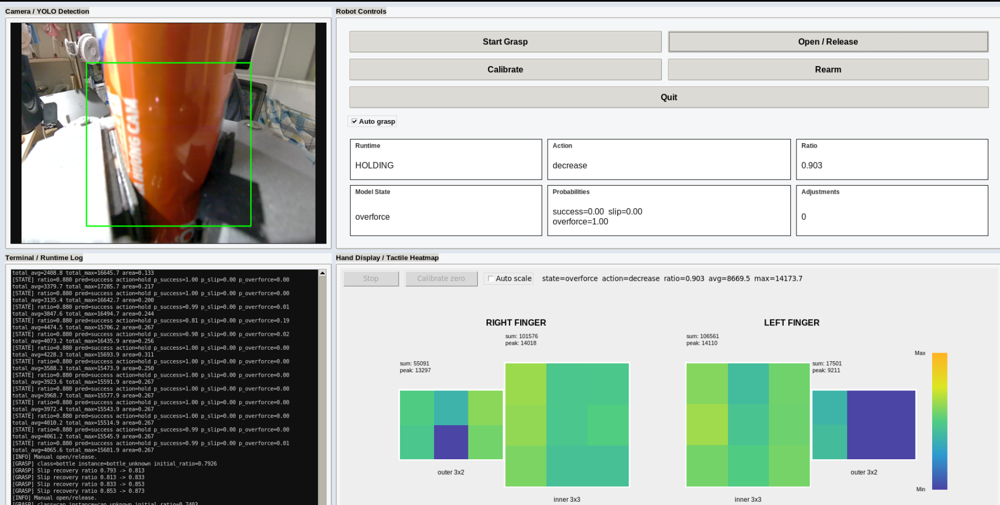 Camera / YOLO Detection
HƯƠNG CAM
Robot Controls
Start Grasp
Open / Release
Calibrate
Rearm
Quit
Auto grasp
Runtime
HOLDING
Action
decrease
Ratio
0.903
Model State
overforce
Probabilities
success=0.00 slip=0.00
overforce=1.00
Adjustments
0
Terminal / Runtime Log
total_avg=2408.8 total_max=16645.7 area=0.133
[STATE] ratio=0.880 pred=success action=hold p_success=1.00 p_slip=0.00 p_overforce=0.00
total_avg=3379.7 total_max=17285.7 area=0.217
[STATE] ratio=0.880 pred=success action=hold p_success=1.00 p_slip=0.00 p_overforce=0.00
total_avg=3135.4 total_max=16642.7 area=0.200
[STATE] ratio=0.880 pred=success action=hold p_success=0.99 p_slip=0.00 p_overforce=0.01
total_avg=3847.6 total_max=16494.7 area=0.244
[STATE] ratio=0.880 pred=success action=hold p_success=0.81 p_slip=0.00 p_overforce=0.19
total_avg=4474.5 total_max=15706.2 area=0.267
[STATE] ratio=0.880 pred=success action=hold p_success=0.98 p_slip=0.00 p_overforce=0.02
total_avg=4073.2 total_max=16435.9 area=0.256
[STATE] ratio=0.880 pred=success action=hold p_success=1.00 p_slip=0.00 p_overforce=0.00
total_avg=4228.3 total_max=15693.9 area=0.311
[STATE] ratio=0.880 pred=success action=hold p_success=1.00 p_slip=0.00 p_overforce=0.00
total_avg=3588.3 total_max=15473.9 area=0.250
[STATE] ratio=0.880 pred=success action=hold p_success=1.00 p_slip=0.00 p_overforce=0.00
total_avg=3923.6 total_max=15591.9 area=0.267
[STATE] ratio=0.880 pred=success action=hold p_success=1.00 p_slip=0.00 p_overforce=0.00
total_avg=3968.7 total_max=15577.9 area=0.267
[STATE] ratio=0.880 pred=success action=hold p_success=1.00 p_slip=0.00 p_overforce=0.00
total_avg=3972.4 total_max=15543.9 area=0.267
[STATE] ratio=0.880 pred=success action=hold p_success=1.00 p_slip=0.00 p_overforce=0.00
total_avg=4010.2 total_max=15514.9 area=0.267
[STATE] ratio=0.880 pred=success action=hold p_success=0.99 p_slip=0.00 p_overforce=0.00
total_avg=4061.2 total_max=15545.9 area=0.267
[STATE] ratio=0.880 pred=success action=hold p_success=0.99 p_slip=0.00 p_overforce=0.01
total_avg=4065.6 total_max=15601.9 area=0.267
[INFO] Manual open/release.
[GRASP] class=bottle instance=bottle_unknown initial_ratio=0.7926
[GRASP] Slip recovery ratio 0.793 -> 0.813
[GRASP] Slip recovery ratio 0.813 -> 0.833
[GRASP] Slip recovery ratio 0.833 -> 0.853
[GRASP] Slip recovery ratio 0.853 -> 0.873
[INFO] Manual open/release.
[GRASP] class=can instance=can_unknown initial_ratio=0.7403
Hand Display / Tactile Heatmap
Stop
Calibrate zero
Auto scale
state=overforce action=decrease ratio=0.903 avg=8669.5 max=14173.7
RIGHT FINGER
LEFT FINGER
sum: 101576
peak: 14018
sum: 106561
peak: 14110
sum: 55091
peak: 13297
sum: 17501
peak: 9211
Max
Min
outer 3x2
outer 3x2
inner 3x3
inner 3x3